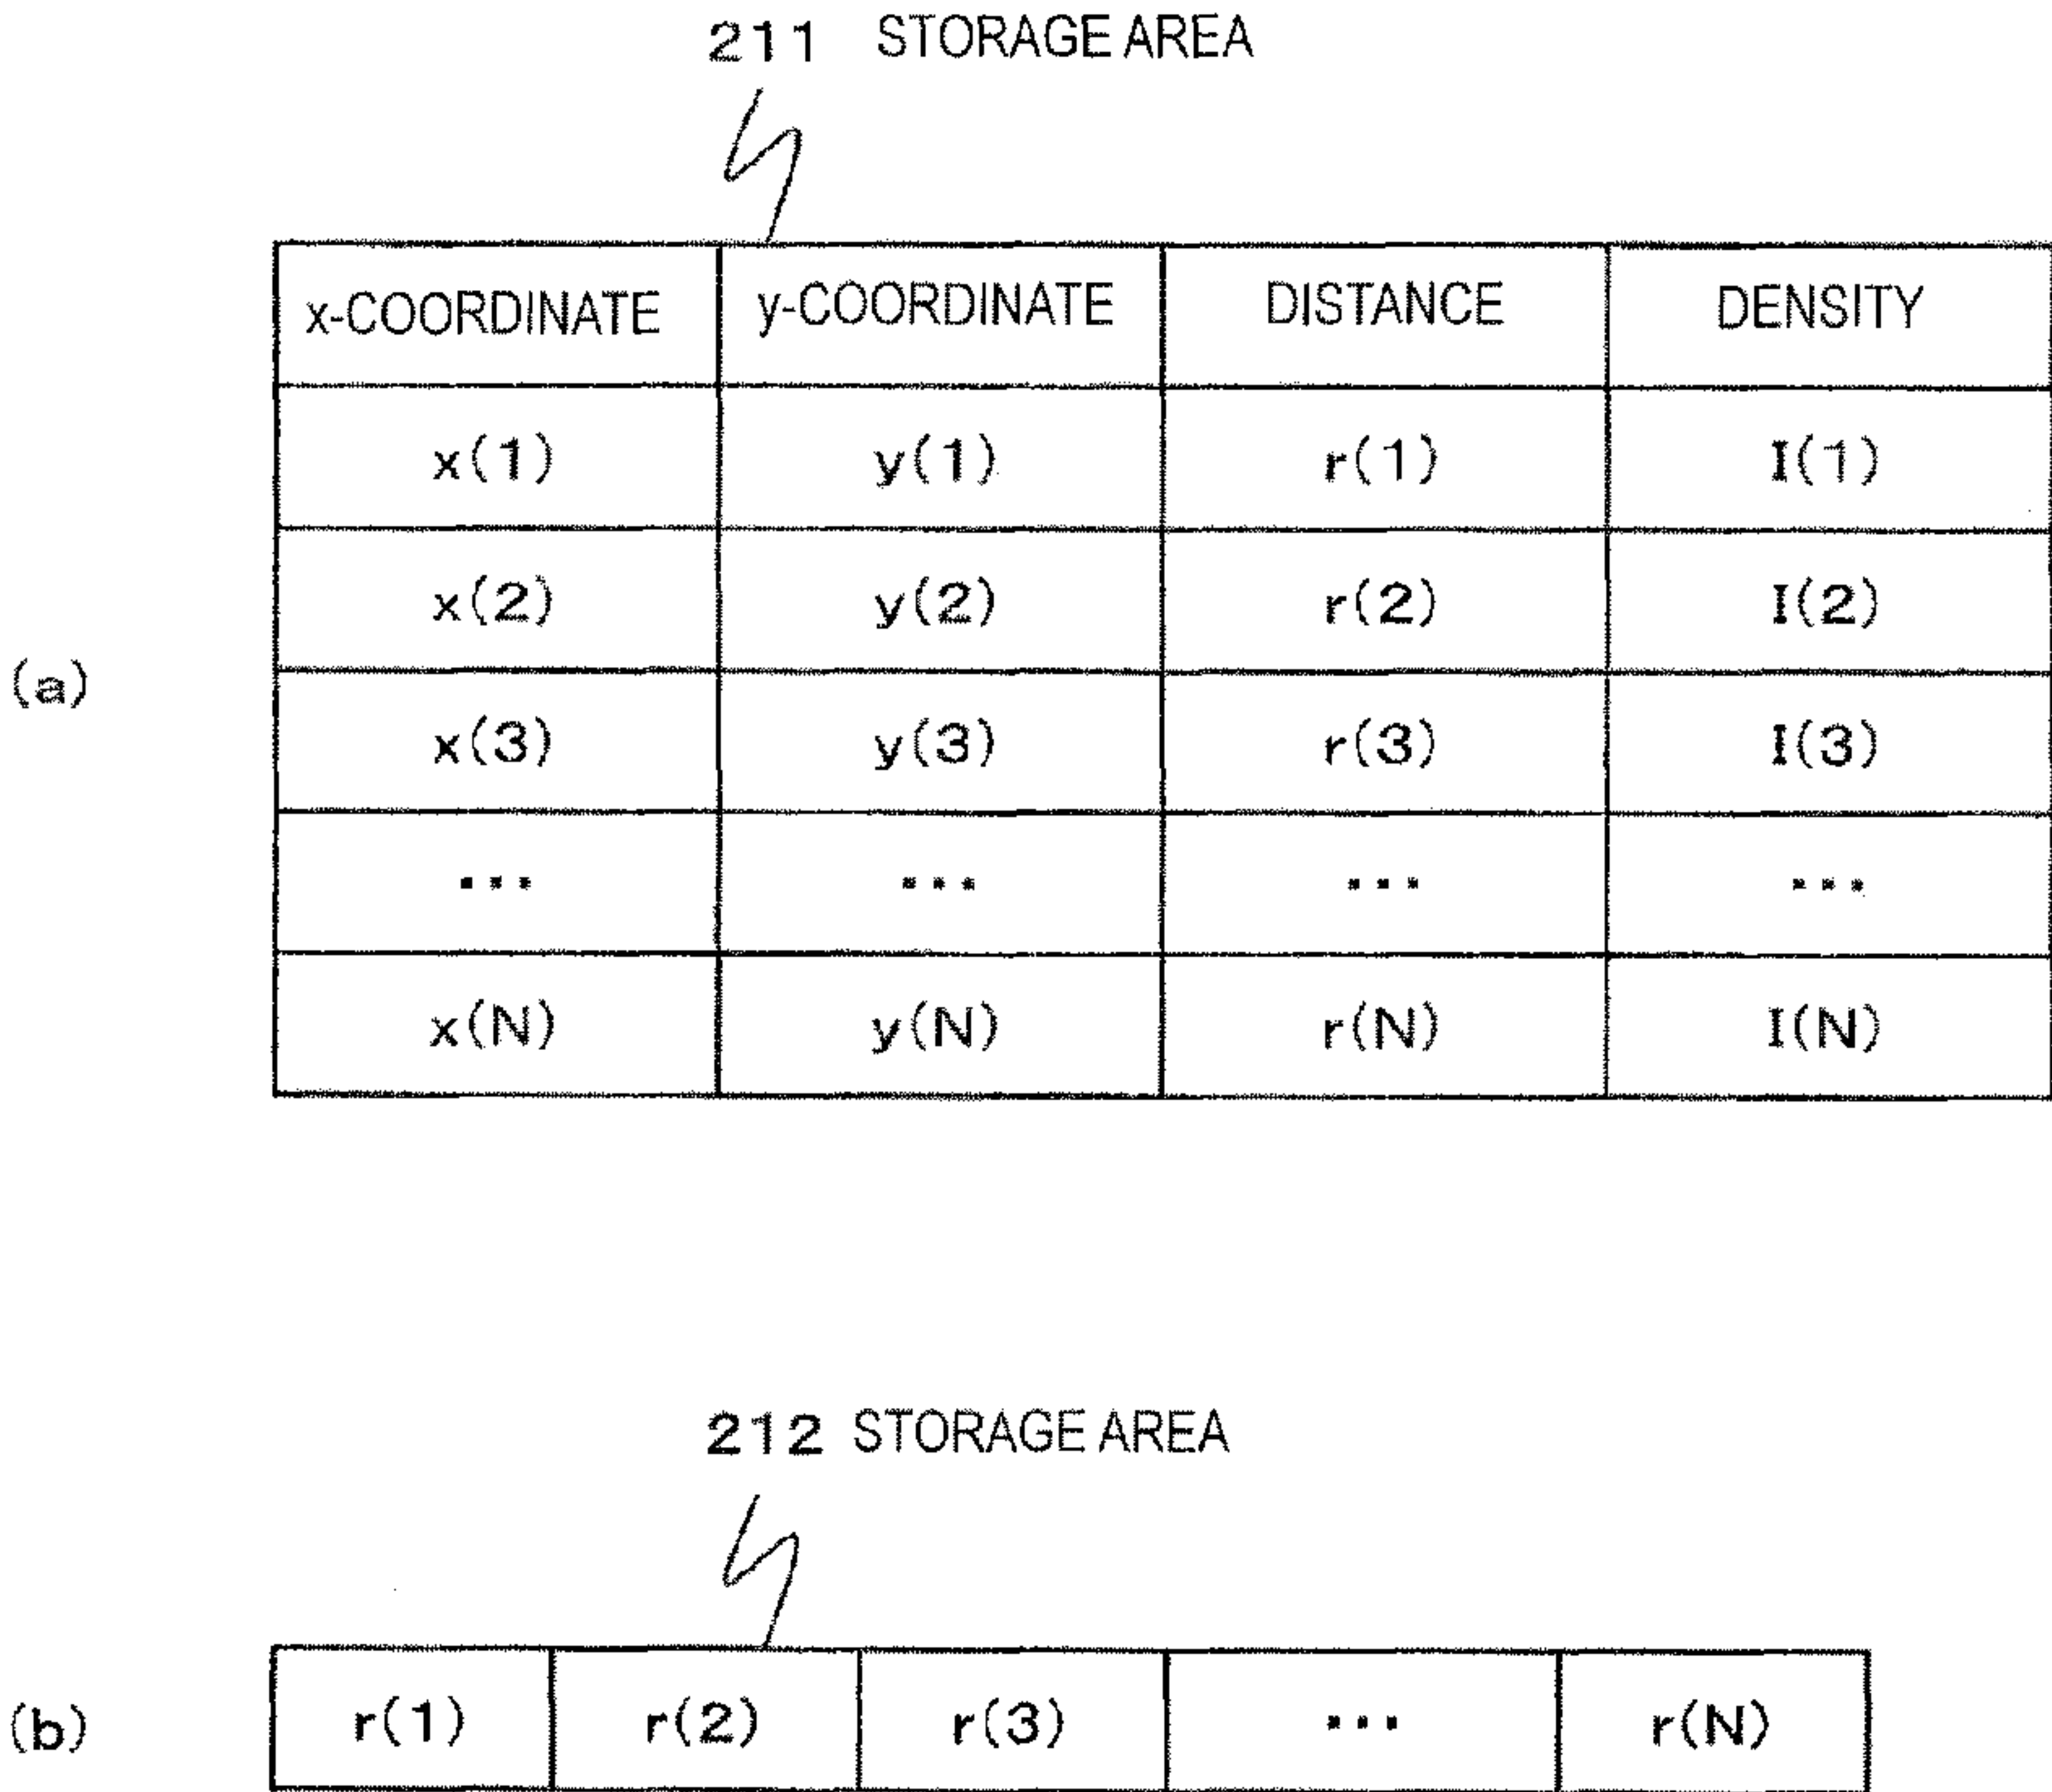 211 STORAGE AREA
x-COORDINATE y-COORDINATE DISTANCE DENSITY
x(1) y(1) r(1) I(1)
x(2) y(2) r(2) I(2)
(a)
x(3) y(3) r(3) I(3)
... ... ... ...
x(N) y(N) r(N) I(N)
212 STORAGE AREA
(b) r(1) r(2) r(3) ... r(N)